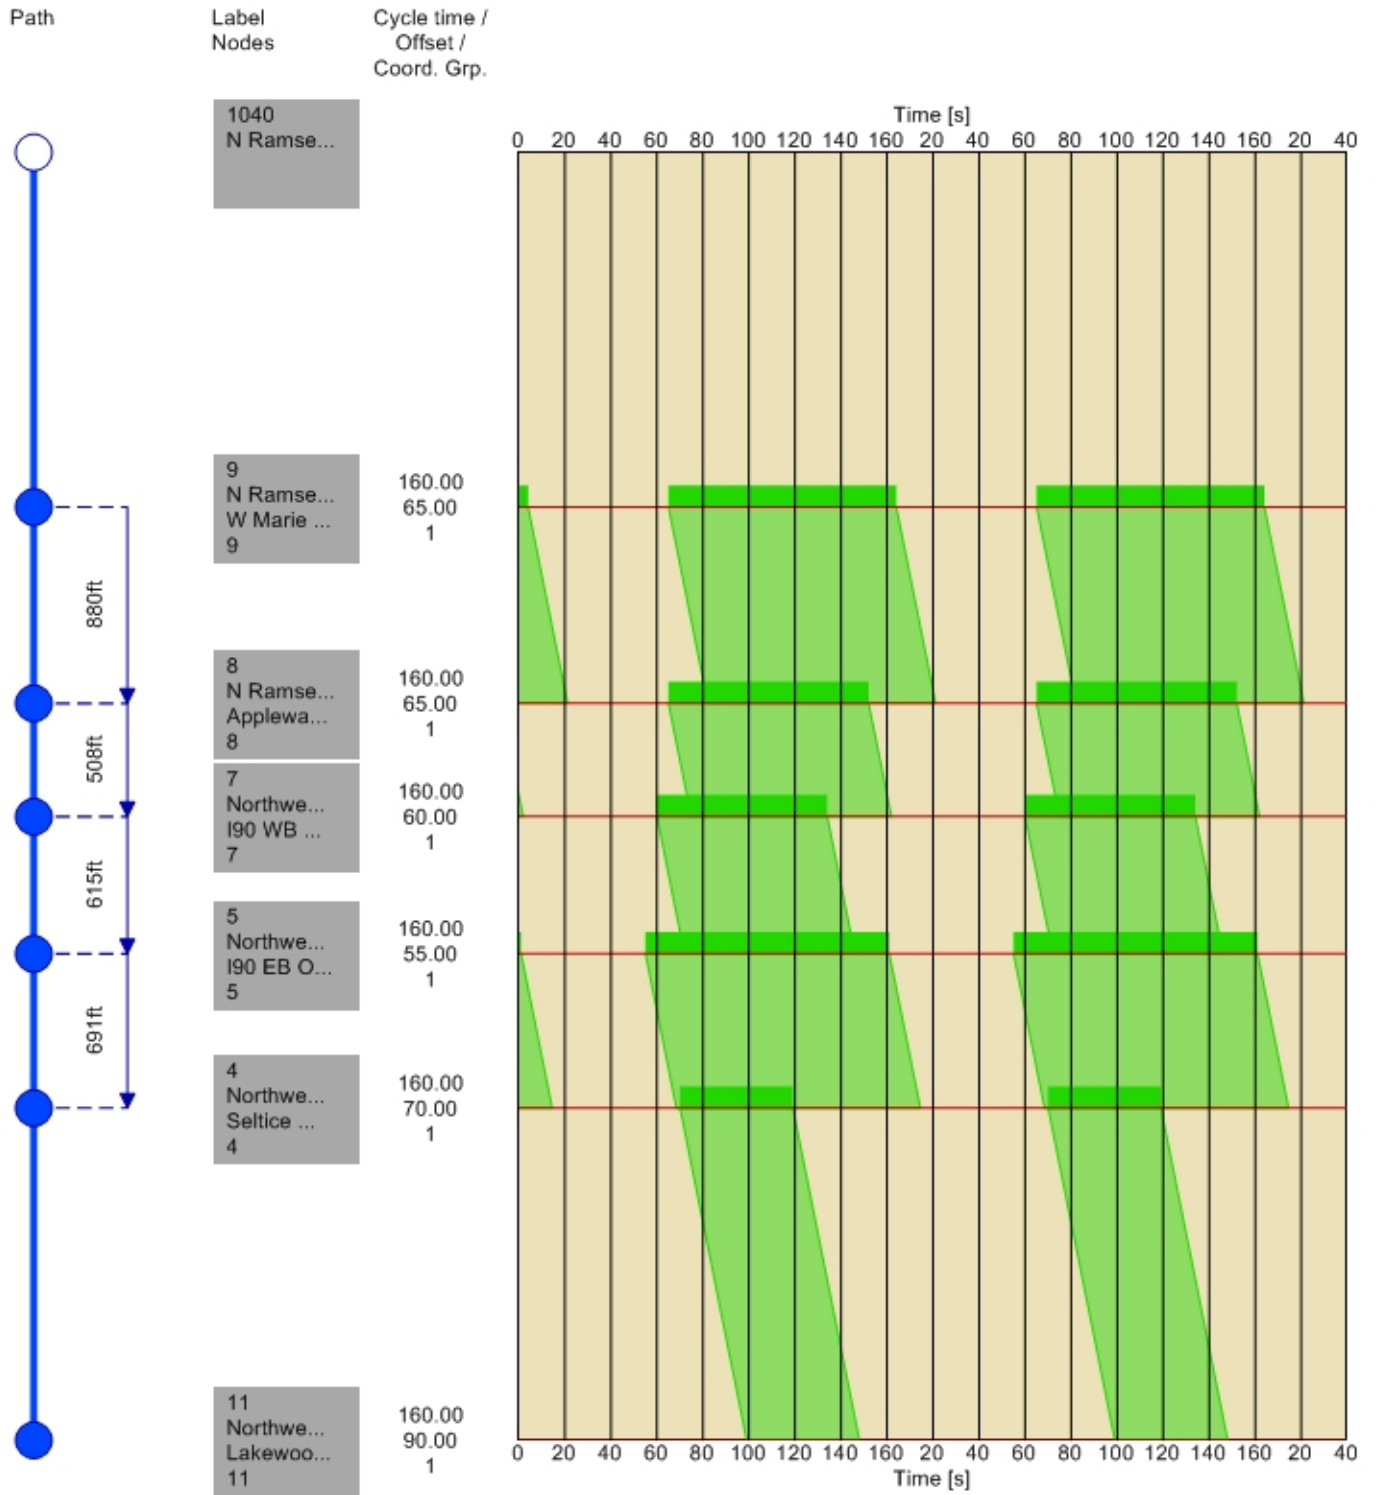 Path
Label
Nodes
Cycle time /
Offset /
Coord. Grp.
1040
N Ramse...
Time [s]
0 20 40 60 80 100 120 140 160 20 40 60 80 100 120 140 160 20 40
9
N Ramse...
W Marie ...
9
160.00
65.00
1
880ft
8
N Ramse...
Applewa...
8
160.00
65.00
1
508ft
7
Northwe...
I90 WB ...
7
160.00
60.00
1
615ft
5
Northwe...
I90 EB O...
5
160.00
55.00
1
691ft
4
Northwe...
Seltice ...
4
160.00
70.00
1
11
Northwe...
Lakewoo...
11
160.00
90.00
1
0 20 40 60 80 100 120 140 160 20 40 60 80 100 120 140 160 20 40
Time [s]